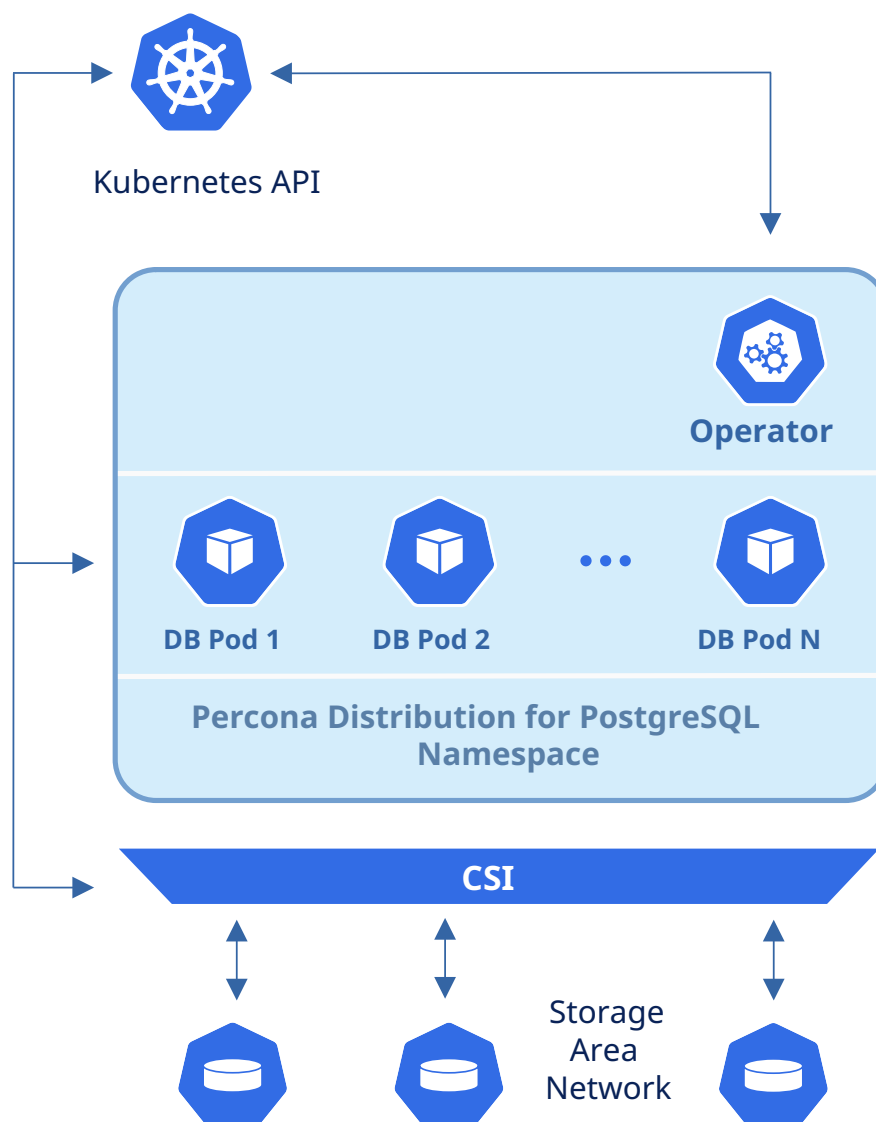 Kubernetes API
Operator
DB Pod 1
DB Pod 2
DB Pod N
Percona Distribution for PostgreSQL
Namespace
CSI
Storage
Area
Network